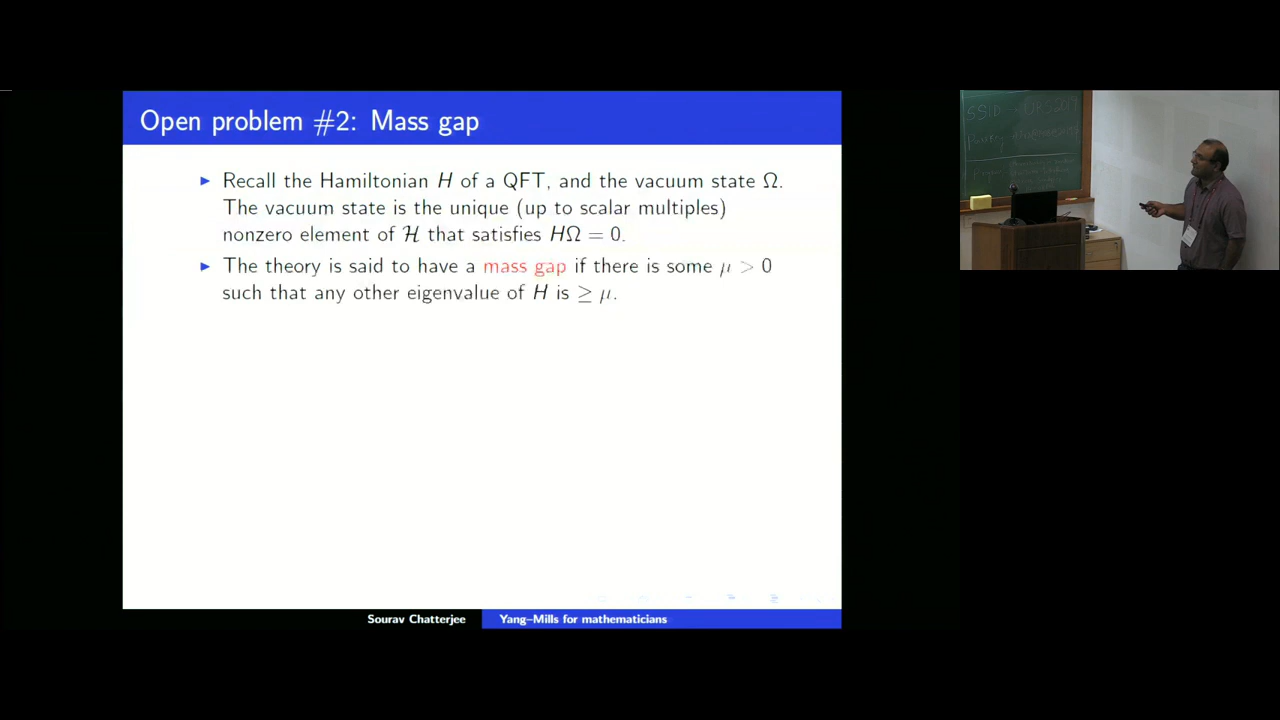 Open problem #2: Mass gap
▶ Recall the Hamiltonian H of a QFT, and the vacuum state Ω.
The vacuum state is the unique (up to scalar multiples)
nonzero element of ℋ that satisfies HΩ = 0.
▶ The theory is said to have a mass gap if there is some μ > 0
such that any other eigenvalue of H is ≥ μ.
Sourav Chatterjee Yang–Mills for mathematicians
SSID